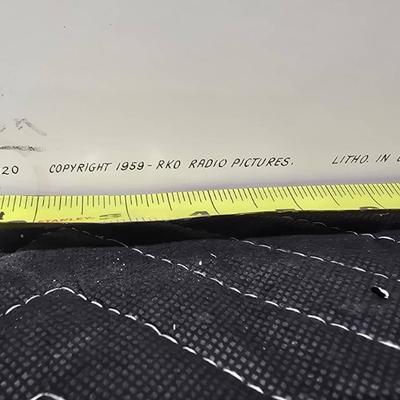 20 COPYRIGHT 1959 - RKO RADIO PICTURES. LITHO. IN
STANLEY